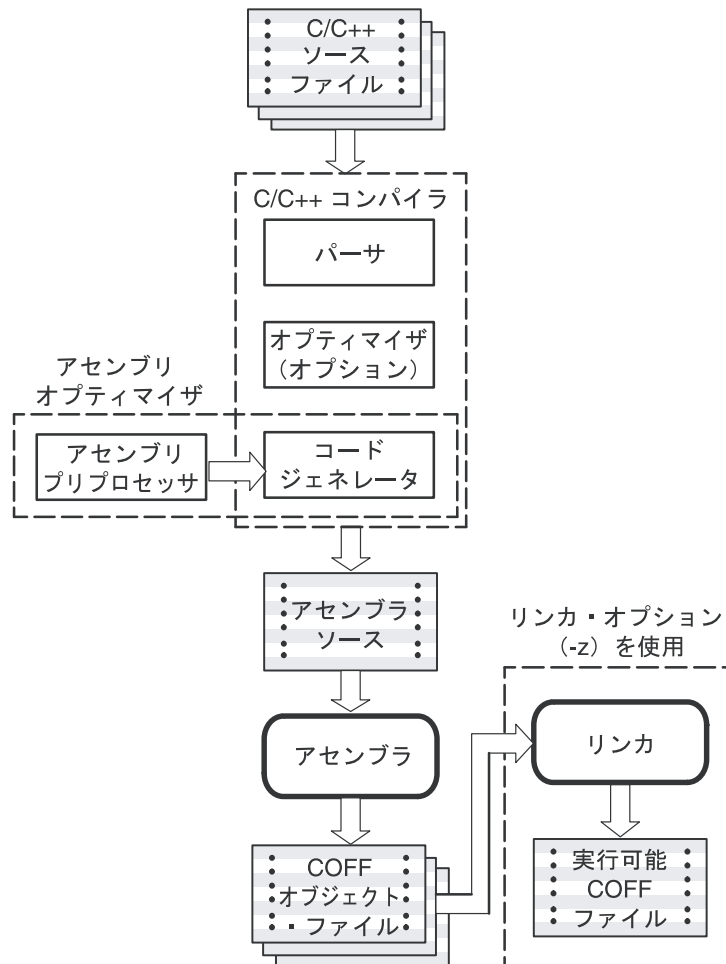 C/C++
ソース
ファイル
C/C++ コンパイラ
パーサ
オプティマイザ
(オプション)
アセンブリ
オプティマイザ
アセンブリ
プリプロセッサ
コード
ジェネレータ
アセンブラ
ソース
リンカ・オプション
(-z) を使用
アセンブラ
リンカ
COFF
オブジェクト
・ファイル
実行可能
COFF
ファイル